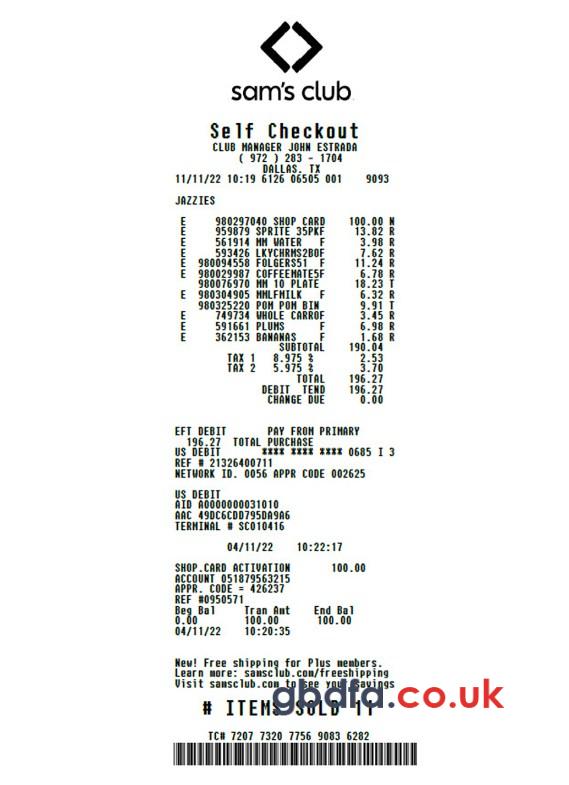 sam's club
Self Checkout
CLUB MANAGER JOHN ESTRADA
( 972 ) 283 - 1704
DALLAS. TX
11/11/22 10:19 6126 06505 001 9093
JAZZIES
E 980297040 SHOP CARD 100.00 N
E 959879 SPRITE 35PKF 13.82 R
E 561914 MM WATER F 3.98 R
E 593426 LKYCHRMS2BOF 7.62 R
E 980094558 FOLGERS51 F 11.24 R
E 980029987 COFFEEMATE5F 6.78 R
980076970 MM 10 PLATE 18.23 T
E 980304905 MMLFMILK F 6.32 R
980325220 POM POM BIN 9.91 T
E 749734 WHOLE CARROF 3.45 R
E 591661 PLUMS F 6.98 R
E 362153 BANANAS F 1.68 R
SUBTOTAL 190.04
TAX 1 8.975 % 2.53
TAX 2 5.975 % 3.70
TOTAL 196.27
DEBIT TEND 196.27
CHANGE DUE 0.00
EFT DEBIT PAY FROM PRIMARY
196.27 TOTAL PURCHASE
US DEBIT **** **** **** 0685 I 3
REF # 21326400711
NETWORK ID. 0056 APPR CODE 002625
US DEBIT
AID A0000000031010
AAC 49DC6CDD795DA9A6
TERMINAL # SC010416
04/11/22 10:22:17
SHOP.CARD ACTIVATION 100.00
ACCOUNT 051879563215
APPR. CODE = 426237
REF #0950571
Beg Bal Tran Amt End Bal
0.00 100.00 100.00
04/11/22 10:20:35
New! Free shipping for Plus members.
Learn more: samsclub.com/freeshipping
Visit samsclub.com to see your savings
gbdfa.co.uk
# ITEMS SOLD 11
TC# 7207 7320 7756 9083 6282